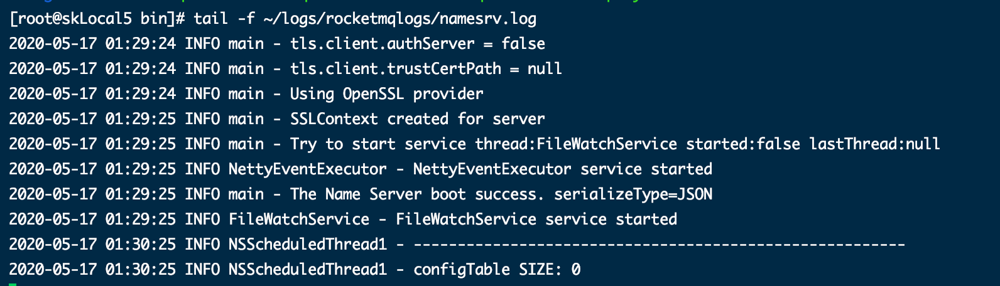 [root@skLocal5 bin]# tail -f ~/logs/rocketmqlogs/namesrv.log
2020-05-17 01:29:24 INFO main - tls.client.authServer = false
2020-05-17 01:29:24 INFO main - tls.client.trustCertPath = null
2020-05-17 01:29:24 INFO main - Using OpenSSL provider
2020-05-17 01:29:25 INFO main - SSLContext created for server
2020-05-17 01:29:25 INFO main - Try to start service thread:FileWatchService started:false lastThread:null
2020-05-17 01:29:25 INFO NettyEventExecutor - NettyEventExecutor service started
2020-05-17 01:29:25 INFO main - The Name Server boot success. serializeType=JSON
2020-05-17 01:29:25 INFO FileWatchService - FileWatchService service started
2020-05-17 01:30:25 INFO NSScheduledThread1 - --------------------------------------------------------
2020-05-17 01:30:25 INFO NSScheduledThread1 - configTable SIZE: 0